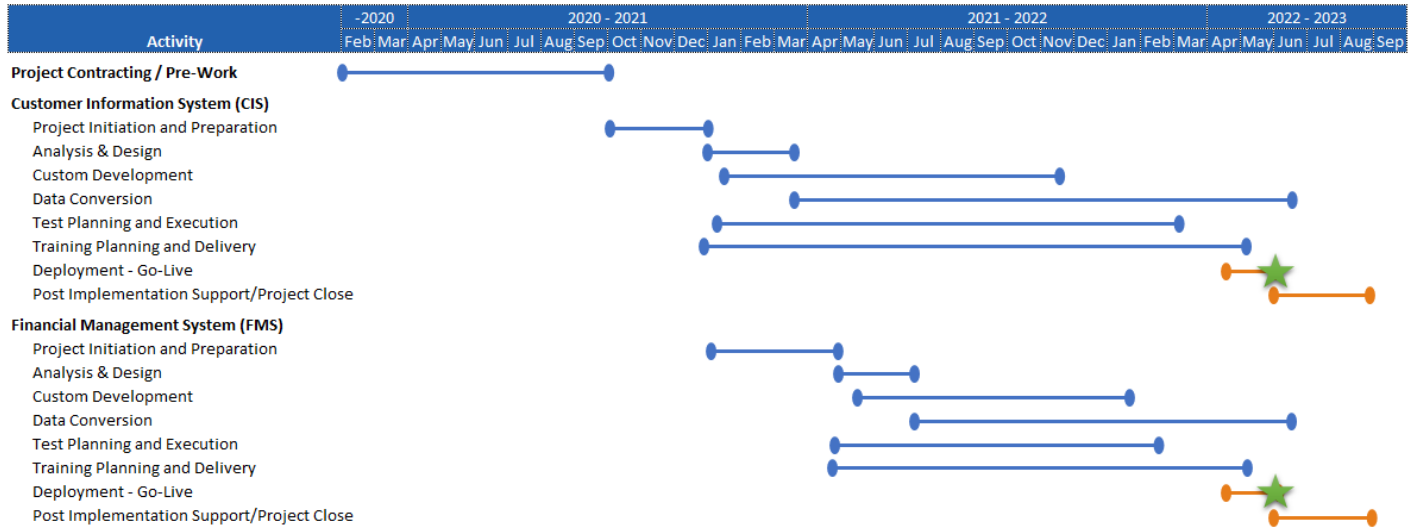 -2020 2020 - 2021 2021 - 2022 2022 - 2023
Activity Feb Mar Apr May Jun Jul Aug Sep Oct Nov Dec Jan Feb Mar Apr May Jun Jul Aug Sep Oct Nov Dec Jan Feb Mar Apr May Jun Jul Aug Sep
Project Contracting / Pre-Work
Customer Information System (CIS)
Project Initiation and Preparation
Analysis & Design
Custom Development
Data Conversion
Test Planning and Execution
Training Planning and Delivery
Deployment - Go-Live
Post Implementation Support/Project Close
Financial Management System (FMS)
Project Initiation and Preparation
Analysis & Design
Custom Development
Data Conversion
Test Planning and Execution
Training Planning and Delivery
Deployment - Go-Live
Post Implementation Support/Project Close